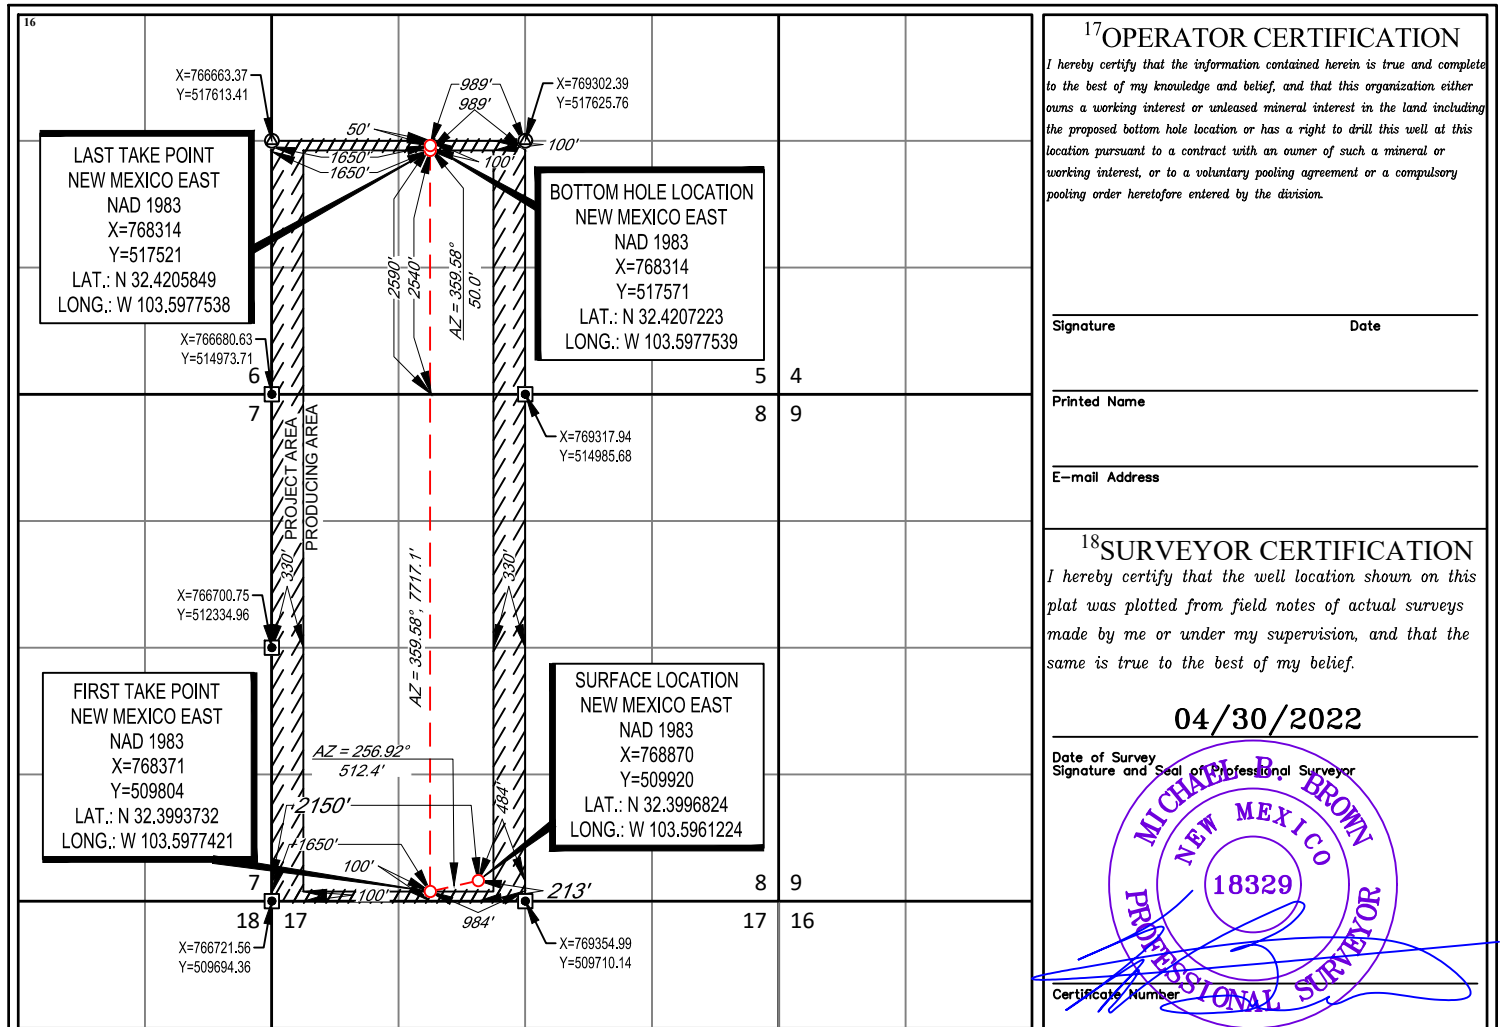 16
X=766663.37
Y=517613.41
989'
989'
X=769302.39
Y=517625.76
50'
1650'
1650'
100'
100'
LAST TAKE POINT
NEW MEXICO EAST
NAD 1983
X=768314
Y=517521
LAT.: N 32.4205849
LONG.: W 103.5977538
BOTTOM HOLE LOCATION
NEW MEXICO EAST
NAD 1983
X=768314
Y=517571
LAT.: N 32.4207223
LONG.: W 103.5977539
2590'
2540'
AZ = 359.58°
50.0'
X=766680.63
Y=514973.71
6
5 4
7
8 9
X=769317.94
Y=514985.68
PROJECT AREA
PRODUCING AREA
330'
330'
AZ = 359.58°, 7717.1'
X=766700.75
Y=512334.96
FIRST TAKE POINT
NEW MEXICO EAST
NAD 1983
X=768371
Y=509804
LAT.: N 32.3993732
LONG.: W 103.5977421
SURFACE LOCATION
NEW MEXICO EAST
NAD 1983
X=768870
Y=509920
LAT.: N 32.3996824
LONG.: W 103.5961224
AZ = 256.92°
512.4'
2150'
484'
1650'
100'
100'
213'
984'
7
8 9
18 17
17 16
X=766721.56
Y=509694.36
X=769354.99
Y=509710.14
17OPERATOR CERTIFICATION
I hereby certify that the information contained herein is true and complete
to the best of my knowledge and belief, and that this organization either
owns a working interest or unleased mineral interest in the land including
the proposed bottom hole location or has a right to drill this well at this
location pursuant to a contract with an owner of such a mineral or
working interest, or to a voluntary pooling agreement or a compulsory
pooling order heretofore entered by the division.
Signature Date
Printed Name
E-mail Address
18SURVEYOR CERTIFICATION
I hereby certify that the well location shown on this
plat was plotted from field notes of actual surveys
made by me or under my supervision, and that the
same is true to the best of my belief.
04/30/2022
Date of Survey
Signature and Seal of Professional Surveyor
MICHAEL B. BROWN
NEW MEXICO
18329
PROFESSIONAL SURVEYOR
Certificate Number